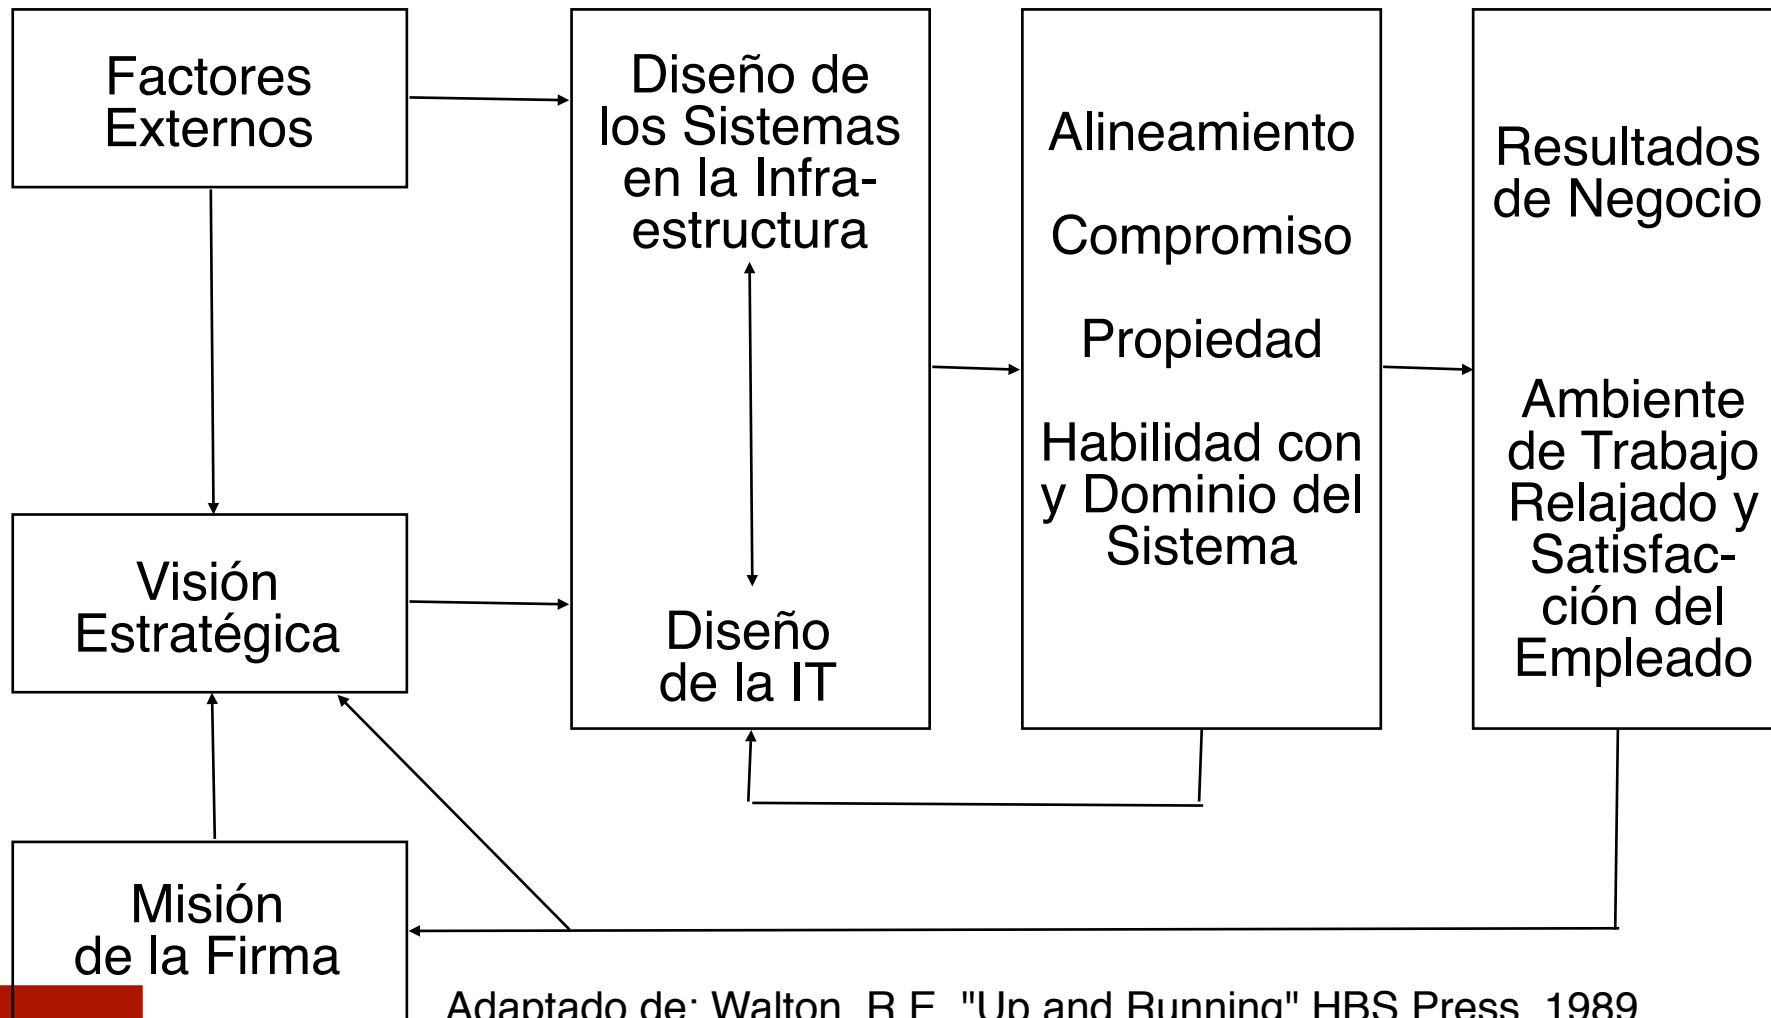 Factores
Externos
Visión
Estratégica
Misión
de la Firma
Diseño de
los Sistemas
en la Infra-
estructura
Diseño
de la IT
Alineamiento
Compromiso
Propiedad
Habilidad con
y Dominio del
Sistema
Resultados
de Negocio
Ambiente
de Trabajo
Relajado y
Satisfac-
ción del
Empleado
Adaptado de: Walton, R.E. "Up and Running" HBS Press, 1989